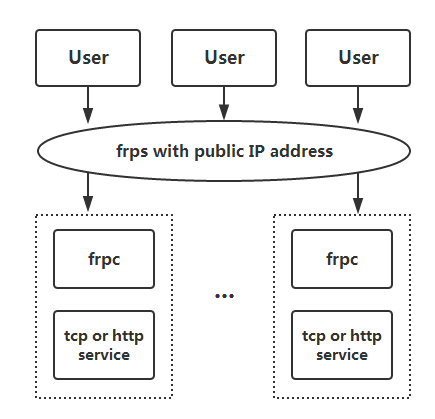 User User User
frps with public IP address
frpc frpc
...
tcp or http tcp or http
service service